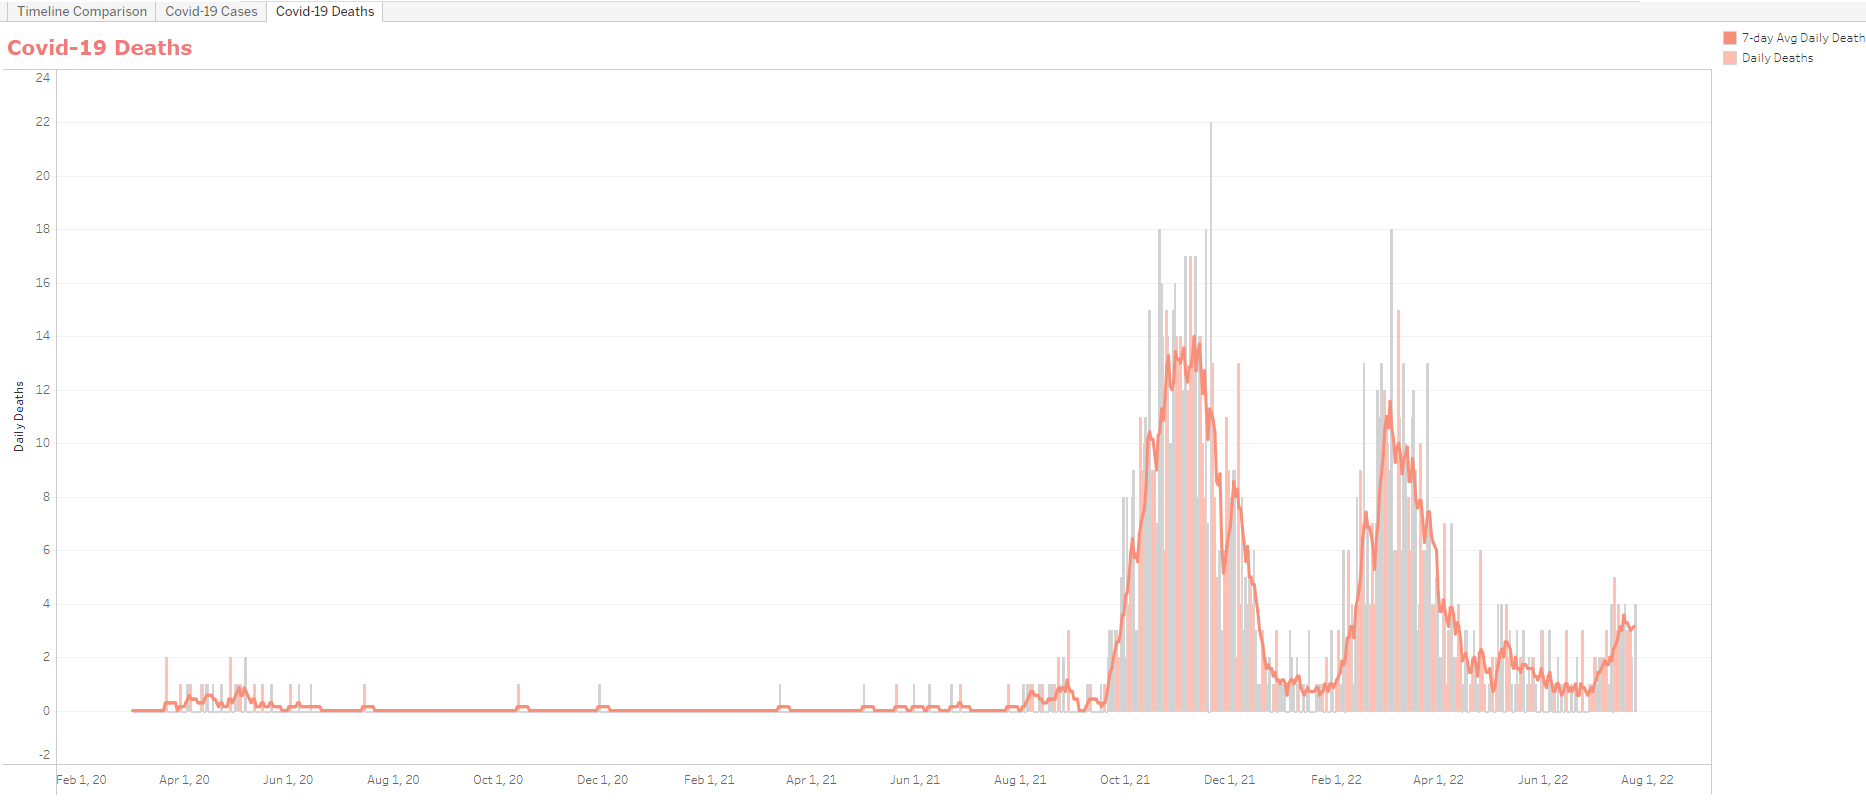 Timeline Comparison Covid-19 Cases Covid-19 Deaths
Covid-19 Deaths
7-day Avg Daily Death
Daily Deaths
24
22
20
18
16
14
12
10
8
6
4
2
0
-2
Daily Deaths
Feb 1, 20 Apr 1, 20 Jun 1, 20 Aug 1, 20 Oct 1, 20 Dec 1, 20 Feb 1, 21 Apr 1, 21 Jun 1, 21 Aug 1, 21 Oct 1, 21 Dec 1, 21 Feb 1, 22 Apr 1, 22 Jun 1, 22 Aug 1, 22